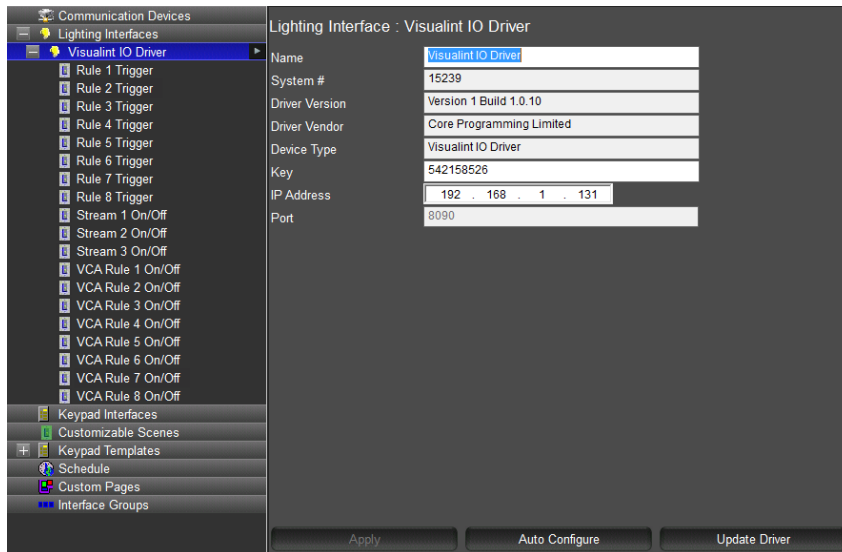 Communication Devices
Lighting Interfaces
Visualint IO Driver
Rule 1 Trigger
Rule 2 Trigger
Rule 3 Trigger
Rule 4 Trigger
Rule 5 Trigger
Rule 6 Trigger
Rule 7 Trigger
Rule 8 Trigger
Stream 1 On/Off
Stream 2 On/Off
Stream 3 On/Off
VCA Rule 1 On/Off
VCA Rule 2 On/Off
VCA Rule 3 On/Off
VCA Rule 4 On/Off
VCA Rule 5 On/Off
VCA Rule 6 On/Off
VCA Rule 7 On/Off
VCA Rule 8 On/Off
Keypad Interfaces
Customizable Scenes
Keypad Templates
Schedule
Custom Pages
Interface Groups
Lighting Interface : Visualint IO Driver
Name Visualint IO Driver
System # 15239
Driver Version Version 1 Build 1.0.10
Driver Vendor Core Programming Limited
Device Type Visualint IO Driver
Key 542158526
IP Address 192 . 168 . 1 . 131
Port 8090
Apply Auto Configure Update Driver